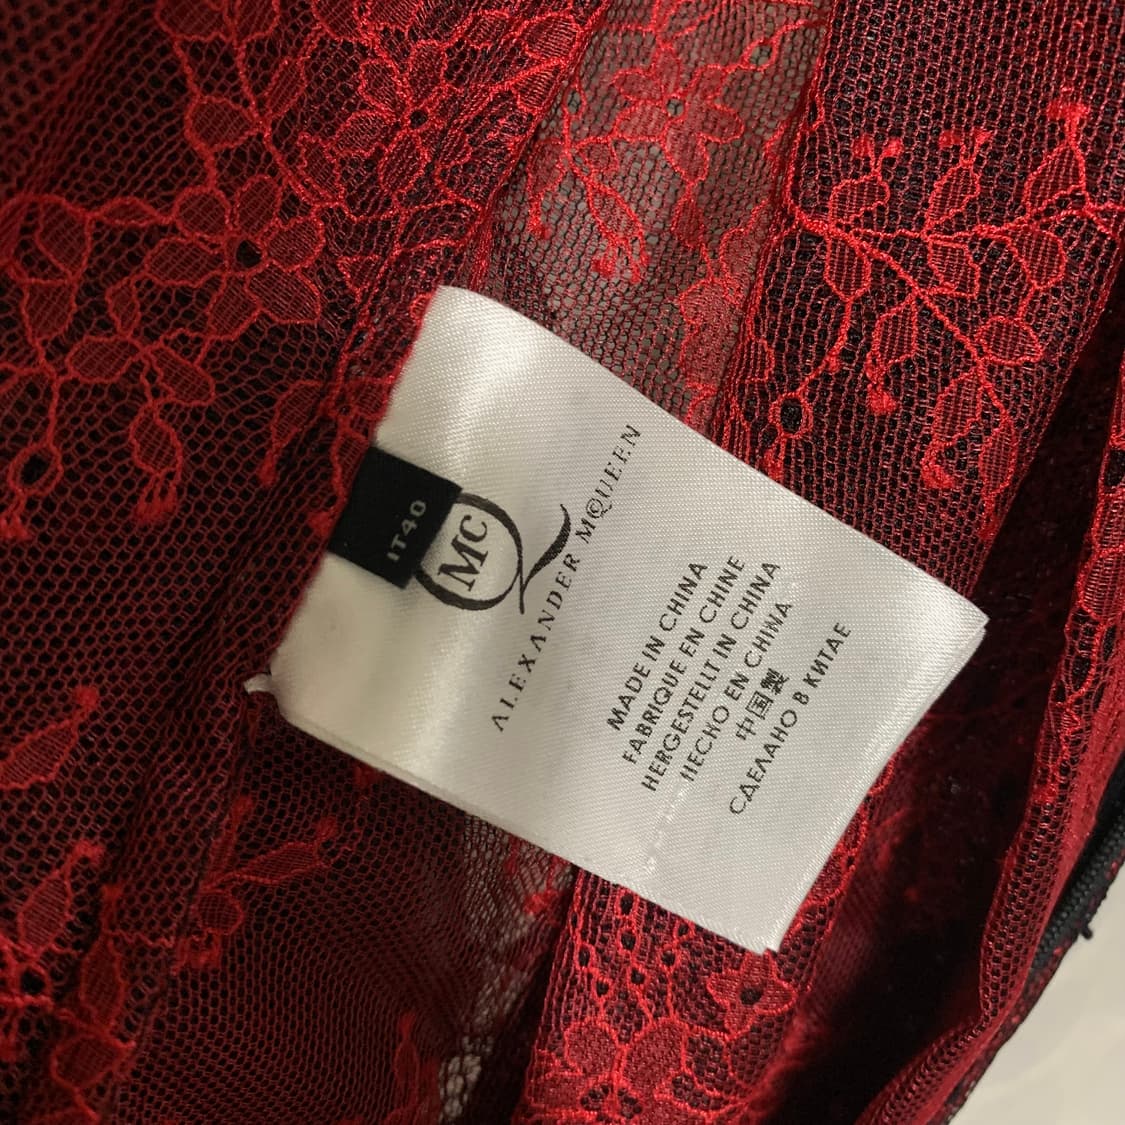 IT40
MC
ALEXANDER MCQUEEN
MADE IN CHINA
FABRIQUE EN CHINE
HERGESTELLT IN CHINA
HECHO EN CHINA
中国製
СДЕЛАНО В КИТАЕ